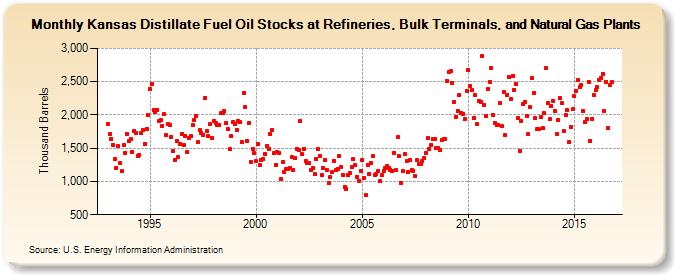 Monthly Kansas Distillate Fuel Oil Stocks at Refineries, Bulk Terminals, and Natural Gas Plants
Thousand Barrels
3,000
2,500
2,000
1,500
1,000
500
1995 2000 2005 2010 2015
Source: U.S. Energy Information Administration